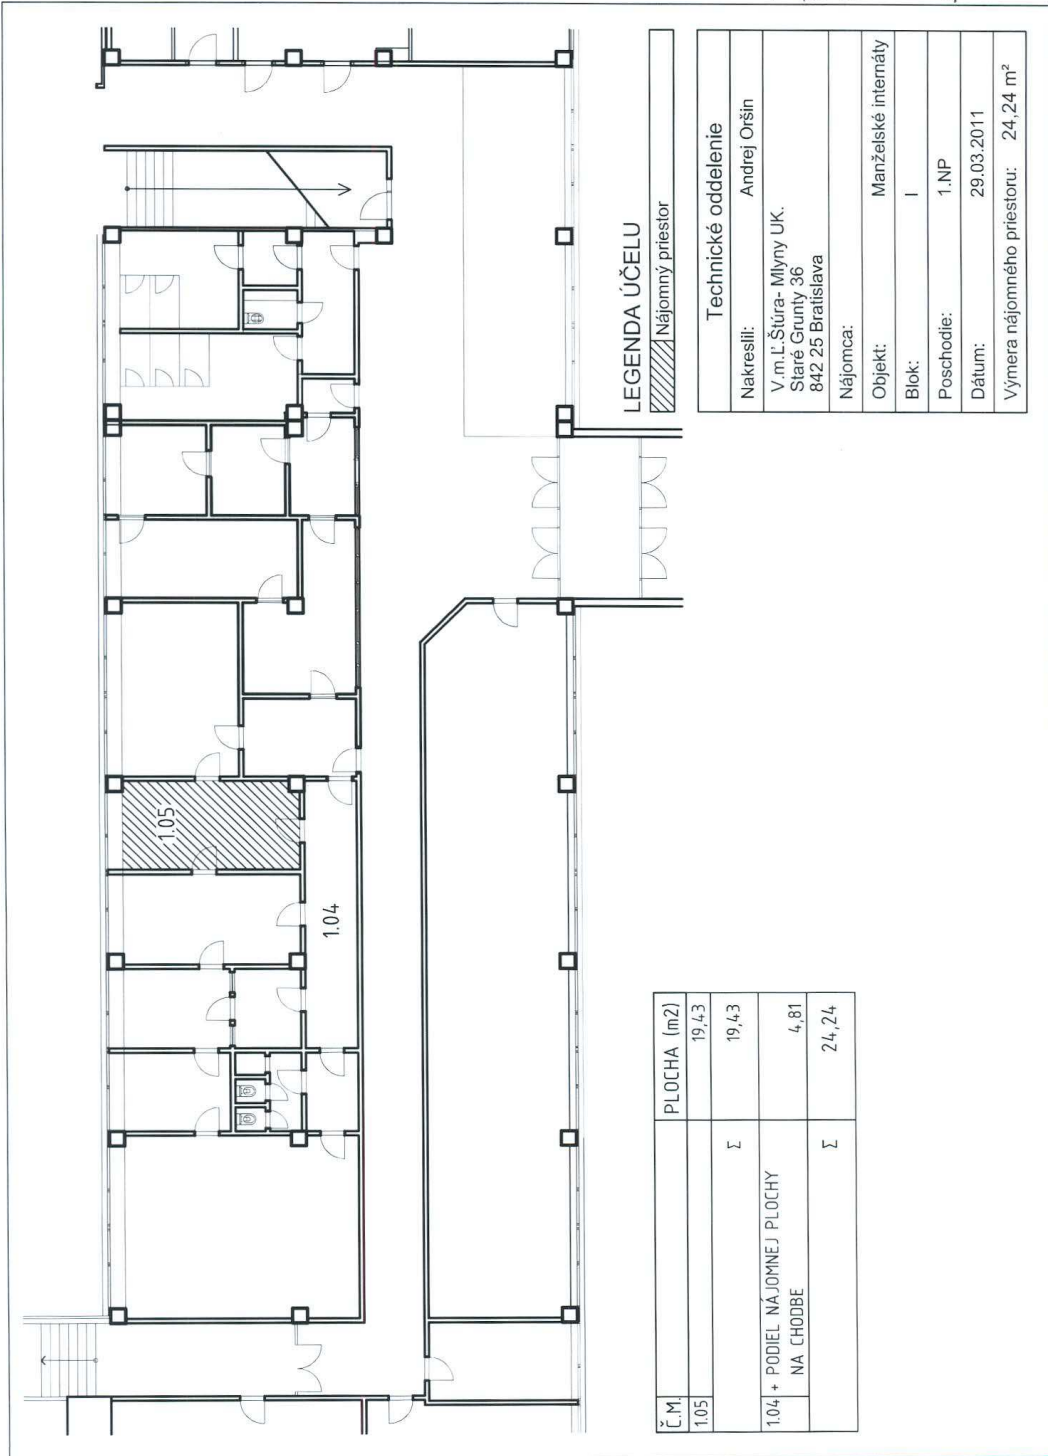 1.05
1.04
LEGENDA ÚČELU
Nájomný priestor
Technické oddelenie
Nakreslil: Andrej Oršin
V.m.Ľ.Štúra- Mlyny UK.
Staré Grunty 36
842 25 Bratislava
Nájomca:
Objekt: Manželské internáty
Blok: I
Poschodie: 1.NP
Dátum: 29.03.2011
Výmera nájomného priestoru: 24,24 m²
Č.M. PLOCHA (m2)
1.05 19,43
Σ 19,43
1.04 + PODIEL NÁJOMNEJ PLOCHY
NA CHODBE 4,81
Σ 24,24